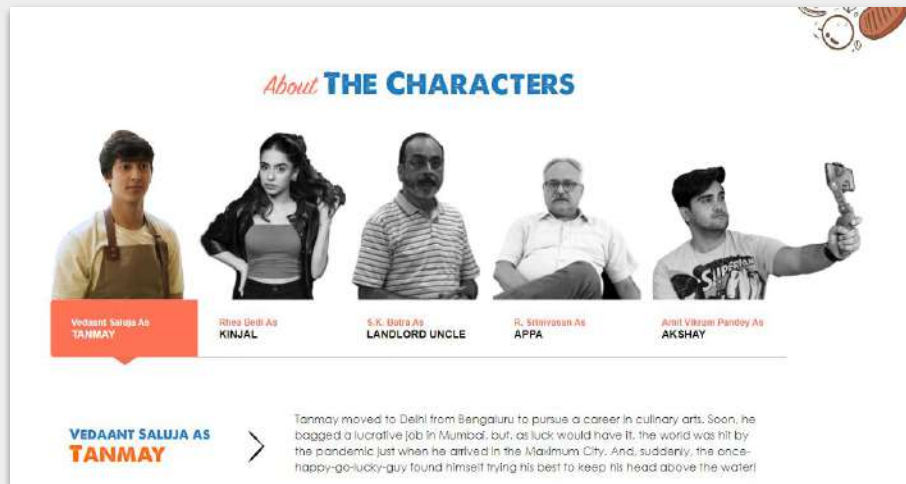 About THE CHARACTERS
SUPERMAN
Vedaant Saluja As
TANMAY
Rhea Bedi As
KINJAL
S.K. Batra As
LANDLORD UNCLE
R. Srinivasan As
APPA
Amit Vikram Pandey As
AKSHAY
VEDAANT SALUJA AS
TANMAY
Tanmay moved to Delhi from Bengaluru to pursue a career in culinary arts. Soon, he
bagged a lucrative job in Mumbai, but, as luck would have it, the world was hit by
the pandemic just when he arrived in the Maximum City. And, suddenly, the once-
happy-go-lucky-guy found himself trying his best to keep his head above the water!